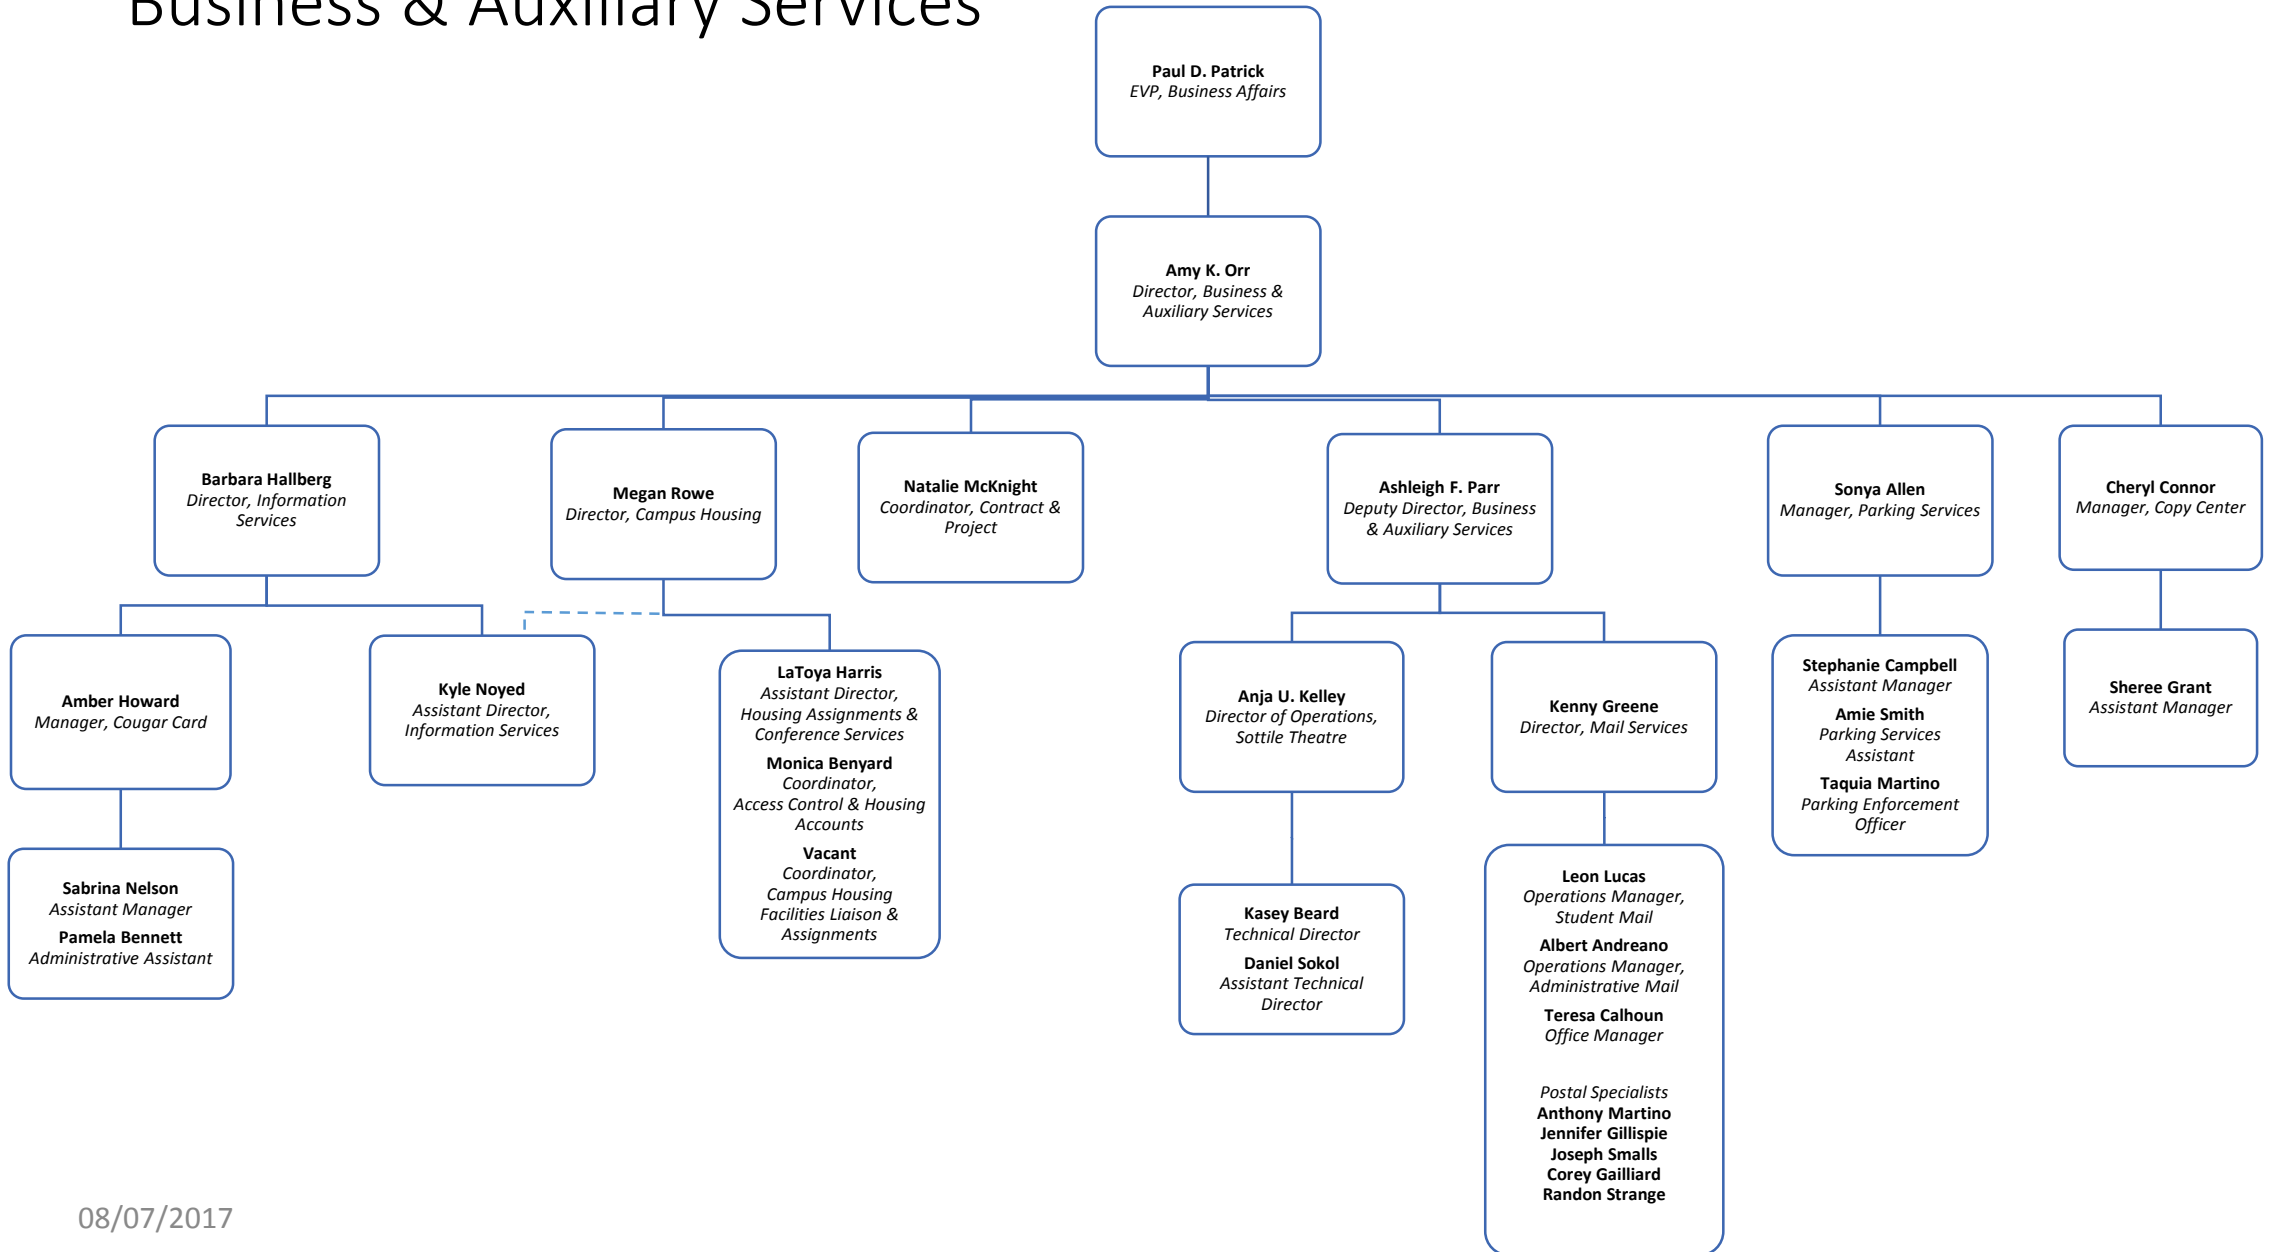 Business & Auxiliary Services
Paul D. Patrick
EVP, Business Affairs
Amy K. Orr
Director, Business &
Auxiliary Services
Barbara Hallberg
Director, Information
Services
Megan Rowe
Director, Campus Housing
Natalie McKnight
Coordinator, Contract &
Project
Ashleigh F. Parr
Deputy Director, Business
& Auxiliary Services
Sonya Allen
Manager, Parking Services
Cheryl Connor
Manager, Copy Center
Amber Howard
Manager, Cougar Card
Kyle Noyed
Assistant Director,
Information Services
LaToya Harris
Assistant Director,
Housing Assignments &
Conference Services
Monica Benyard
Coordinator,
Access Control & Housing
Accounts
Vacant
Coordinator,
Campus Housing
Facilities Liaison &
Assignments
Anja U. Kelley
Director of Operations,
Sottile Theatre
Kenny Greene
Director, Mail Services
Stephanie Campbell
Assistant Manager
Amie Smith
Parking Services
Assistant
Taquia Martino
Parking Enforcement
Officer
Sheree Grant
Assistant Manager
Sabrina Nelson
Assistant Manager
Pamela Bennett
Administrative Assistant
Kasey Beard
Technical Director
Daniel Sokol
Assistant Technical
Director
Leon Lucas
Operations Manager,
Student Mail
Albert Andreano
Operations Manager,
Administrative Mail
Teresa Calhoun
Office Manager
Postal Specialists
Anthony Martino
Jennifer Gillispie
Joseph Smalls
Corey Gailliard
Randon Strange
08/07/2017